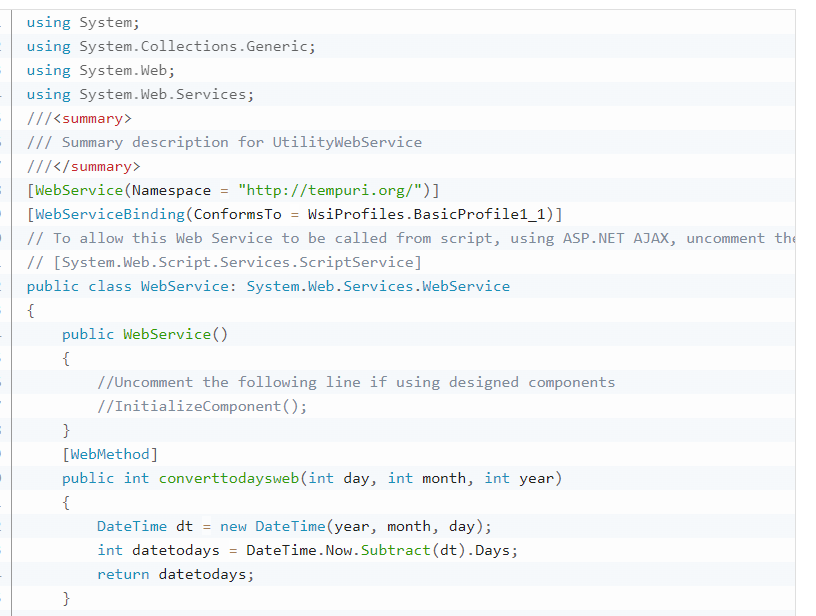 using System;
using System.Collections.Generic;
using System.Web;
using System.Web.Services;
///<summary>
/// Summary description for UtilityWebService
///</summary>
[WebService(Namespace = "http://tempuri.org/")]
[WebServiceBinding(ConformsTo = WsiProfiles.BasicProfile1_1)]
// To allow this Web Service to be called from script, using ASP.NET AJAX, uncomment the
// [System.Web.Script.Services.ScriptService]
public class WebService: System.Web.Services.WebService
{
    public WebService()
    {
        //Uncomment the following line if using designed components
        //InitializeComponent();
    }
    [WebMethod]
    public int converttodaysweb(int day, int month, int year)
    {
        DateTime dt = new DateTime(year, month, day);
        int datetodays = DateTime.Now.Subtract(dt).Days;
        return datetodays;
    }